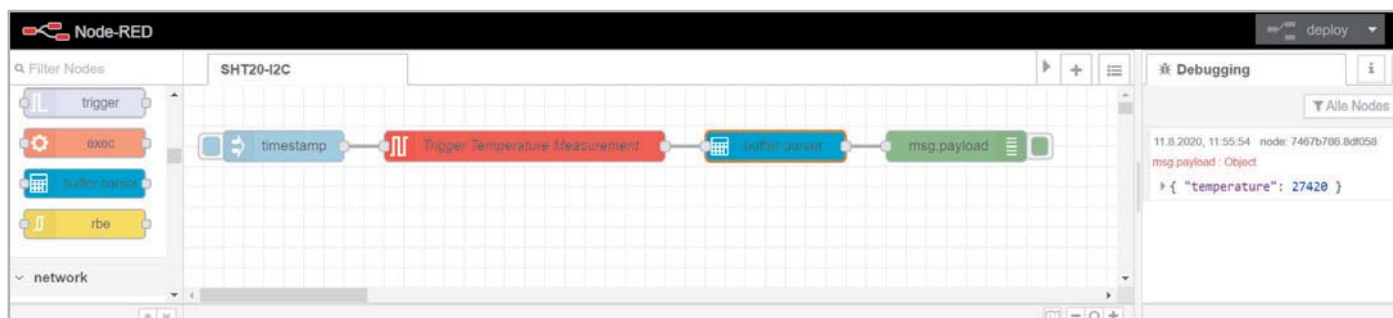 Node-RED
deploy
Filter Nodes
SHT20-I2C
Debugging
i
trigger
Alle Nodes
exec
timestamp
Trigger Temperature Measurement
buffer parser
msg.payload
11.8.2020, 11:55:54 node: 7467b786.8df058
msg.payload : Object
{ "temperature": 27420 }
buffer parser
rbe
network